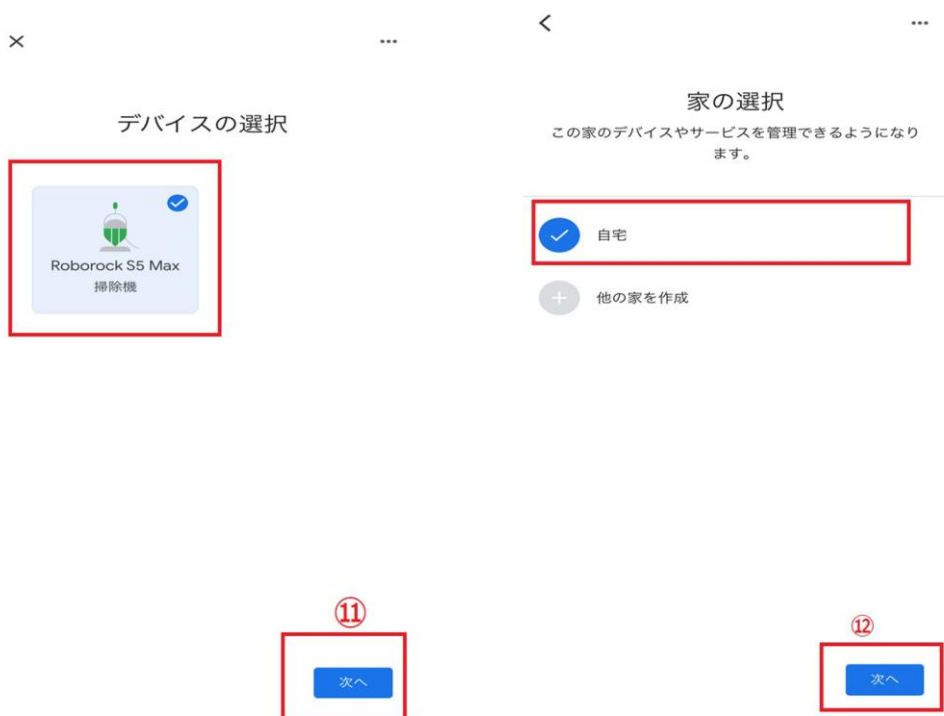 デバイスの選択
Roborock S5 Max
掃除機
⑪
次へ
家の選択
この家のデバイスやサービスを管理できるようになり
ます。
自宅
他の家を作成
⑫
次へ